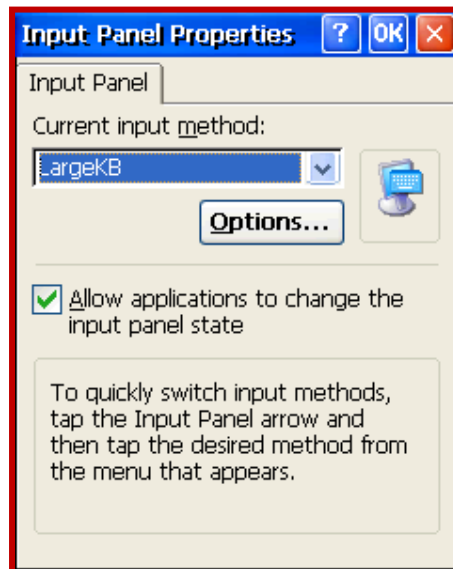 Input Panel Properties ? OK ×
Input Panel
Current input method:
LargeKB
Options...
Allow applications to change the
input panel state
To quickly switch input methods,
tap the Input Panel arrow and
then tap the desired method from
the menu that appears.